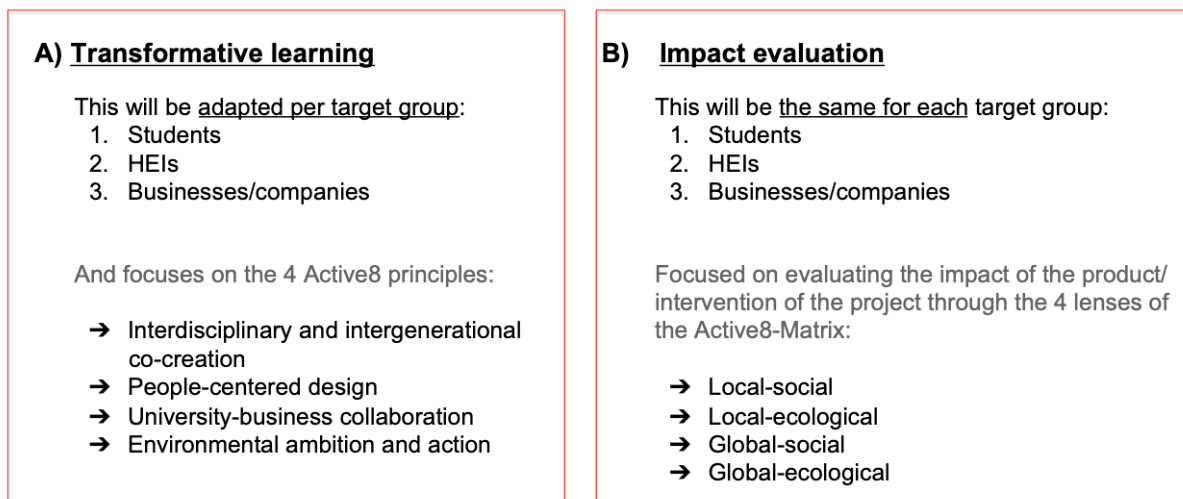 A) Transformative learning
This will be adapted per target group:
1. Students
2. HEIs
3. Businesses/companies
And focuses on the 4 Active8 principles:
➔ Interdisciplinary and intergenerational
co-creation
➔ People-centered design
➔ University-business collaboration
➔ Environmental ambition and action
B) Impact evaluation
This will be the same for each target group:
1. Students
2. HEIs
3. Businesses/companies
Focused on evaluating the impact of the product/
intervention of the project through the 4 lenses of
the Active8-Matrix:
➔ Local-social
➔ Local-ecological
➔ Global-social
➔ Global-ecological